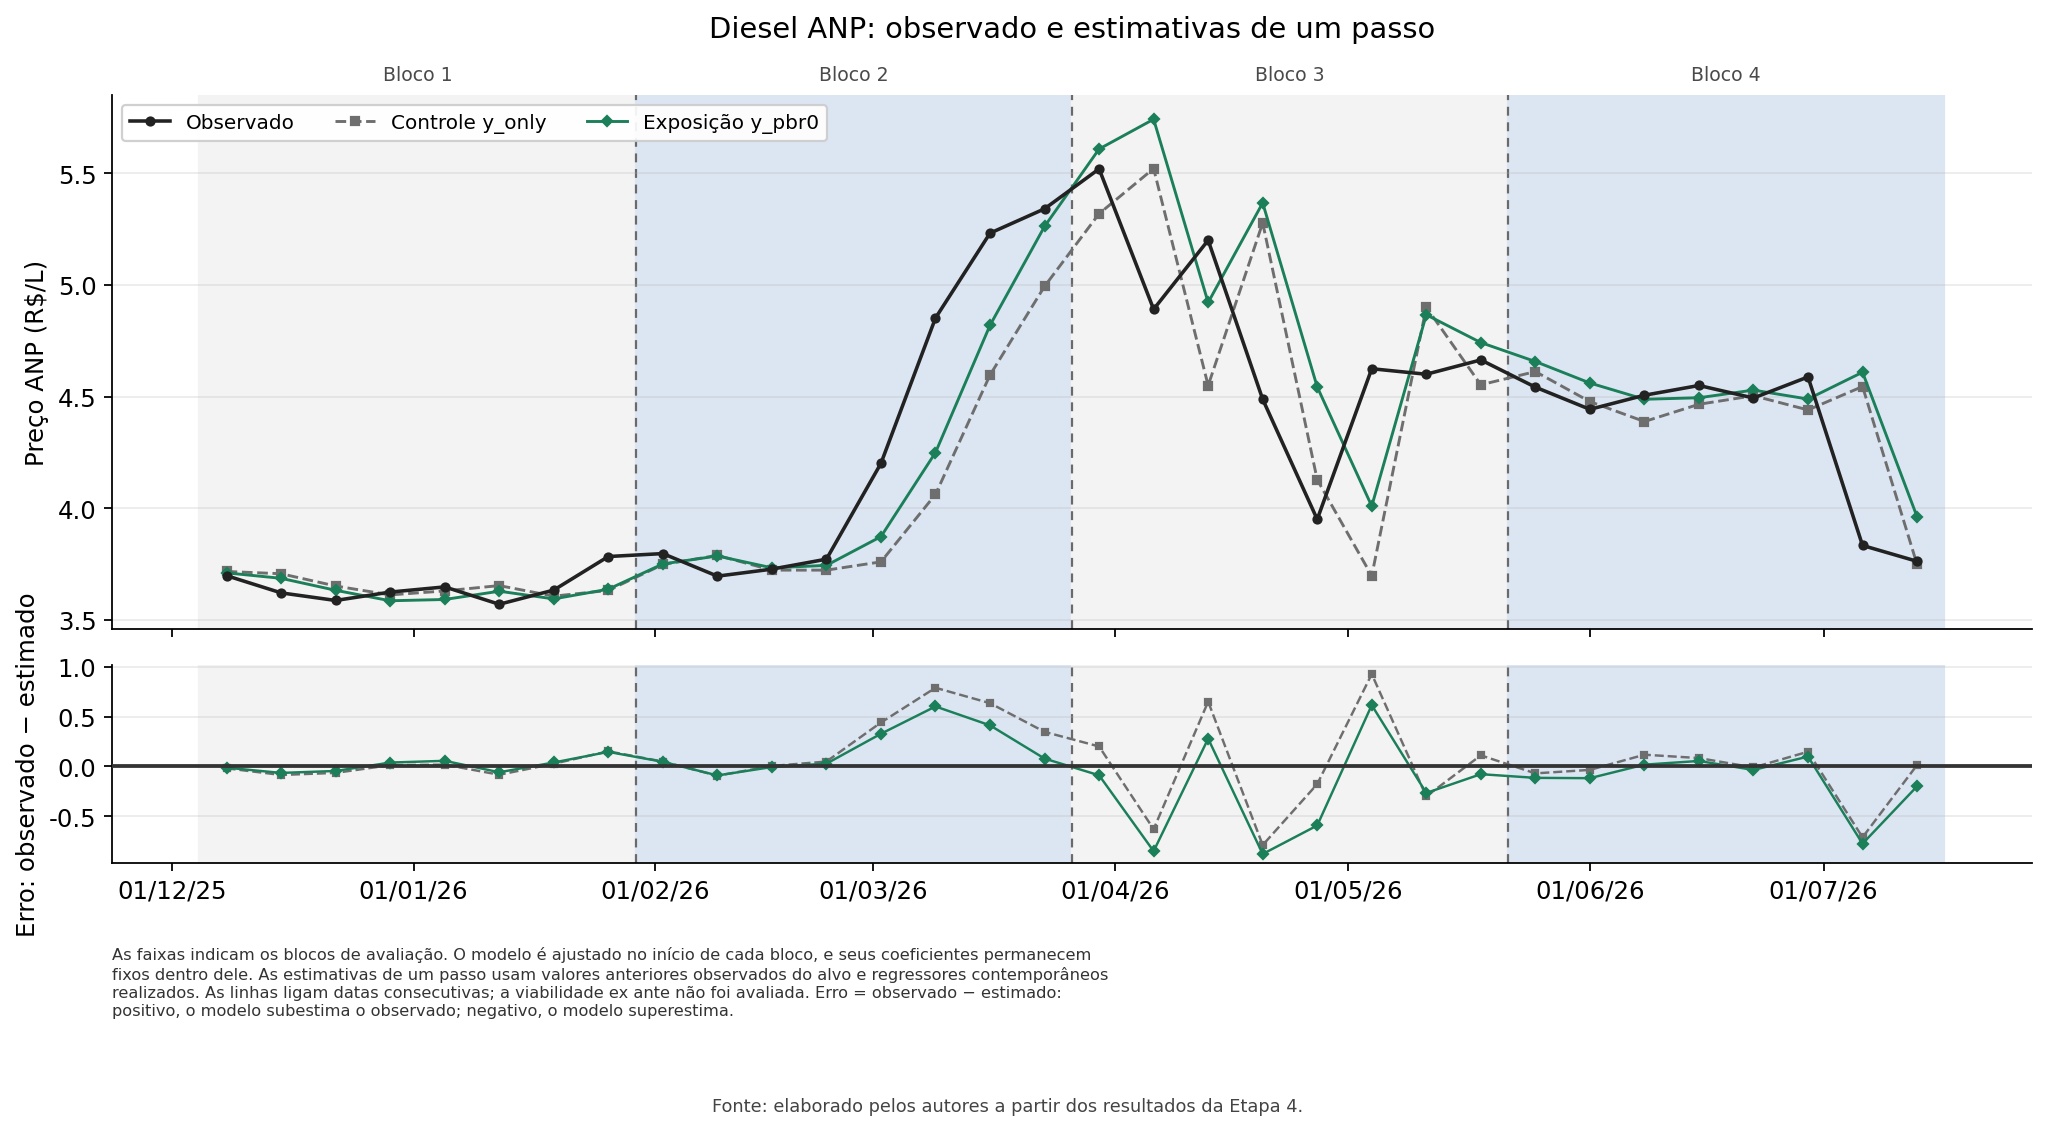 Diesel ANP: observado e estimativas de um passo
Bloco 1
Bloco 2
Bloco 3
Bloco 4
Observado
Controle y_only
Exposição y_pbr0
Preço ANP (R$/L)
5.5
5.0
4.5
4.0
3.5
Erro: observado − estimado
1.0
0.5
0.0
-0.5
01/12/25
01/01/26
01/02/26
01/03/26
01/04/26
01/05/26
01/06/26
01/07/26
As faixas indicam os blocos de avaliação. O modelo é ajustado no início de cada bloco, e seus coeficientes permanecem
fixos dentro dele. As estimativas de um passo usam valores anteriores observados do alvo e regressores contemporâneos
realizados. As linhas ligam datas consecutivas; a viabilidade ex ante não foi avaliada. Erro = observado − estimado:
positivo, o modelo subestima o observado; negativo, o modelo superestima.
Fonte: elaborado pelos autores a partir dos resultados da Etapa 4.